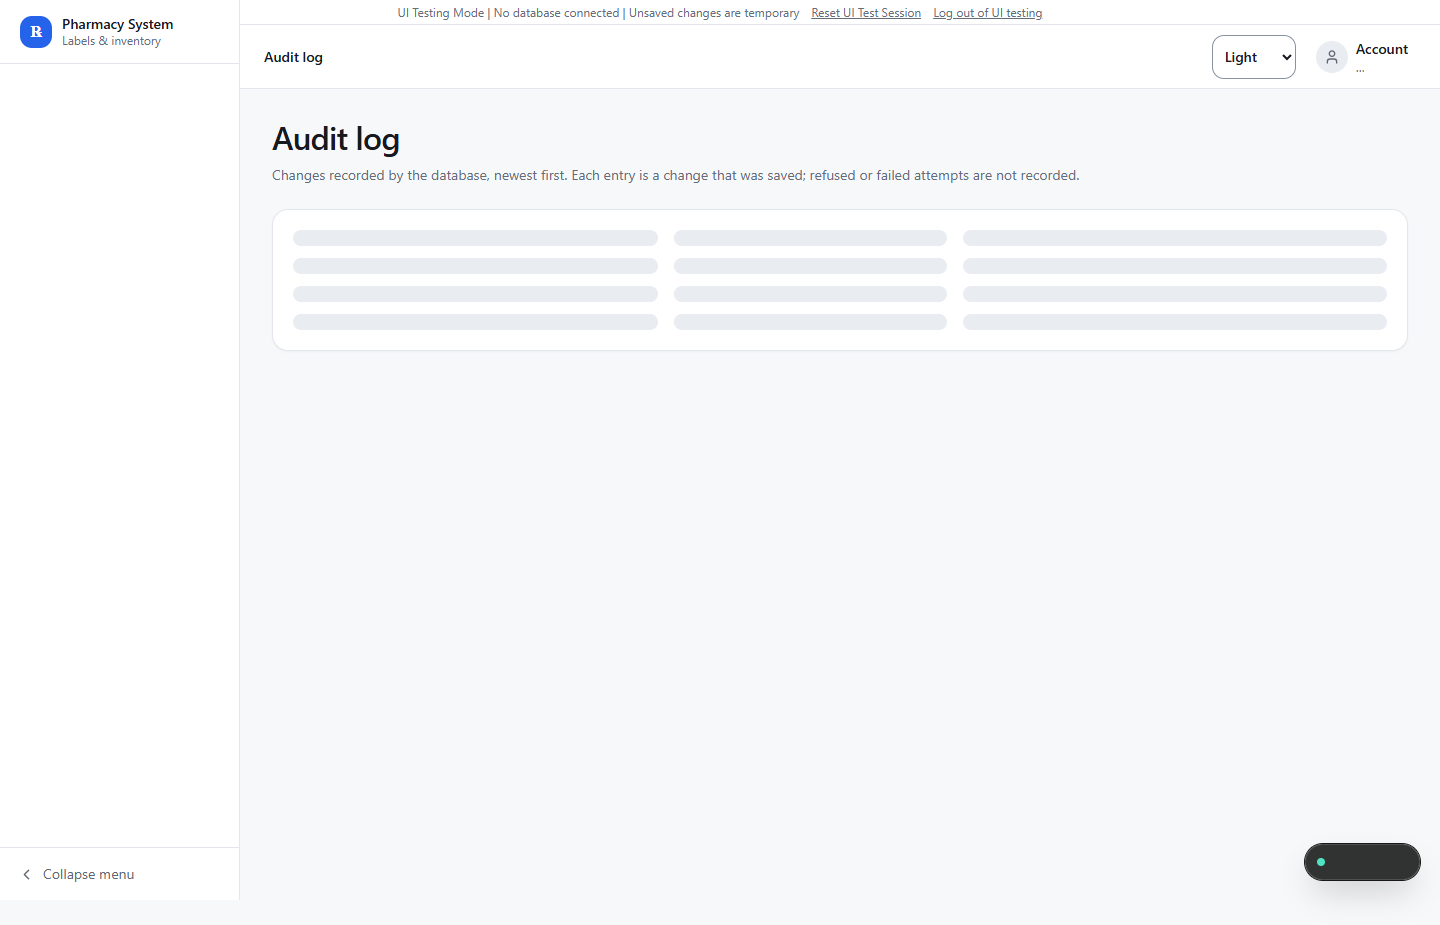 Pharmacy System
Labels & inventory
UI Testing Mode | No database connected | Unsaved changes are temporary Reset UI Test Session Log out of UI testing
Audit log
Light
Account
...
Audit log
Changes recorded by the database, newest first. Each entry is a change that was saved; refused or failed attempts are not recorded.
Collapse menu